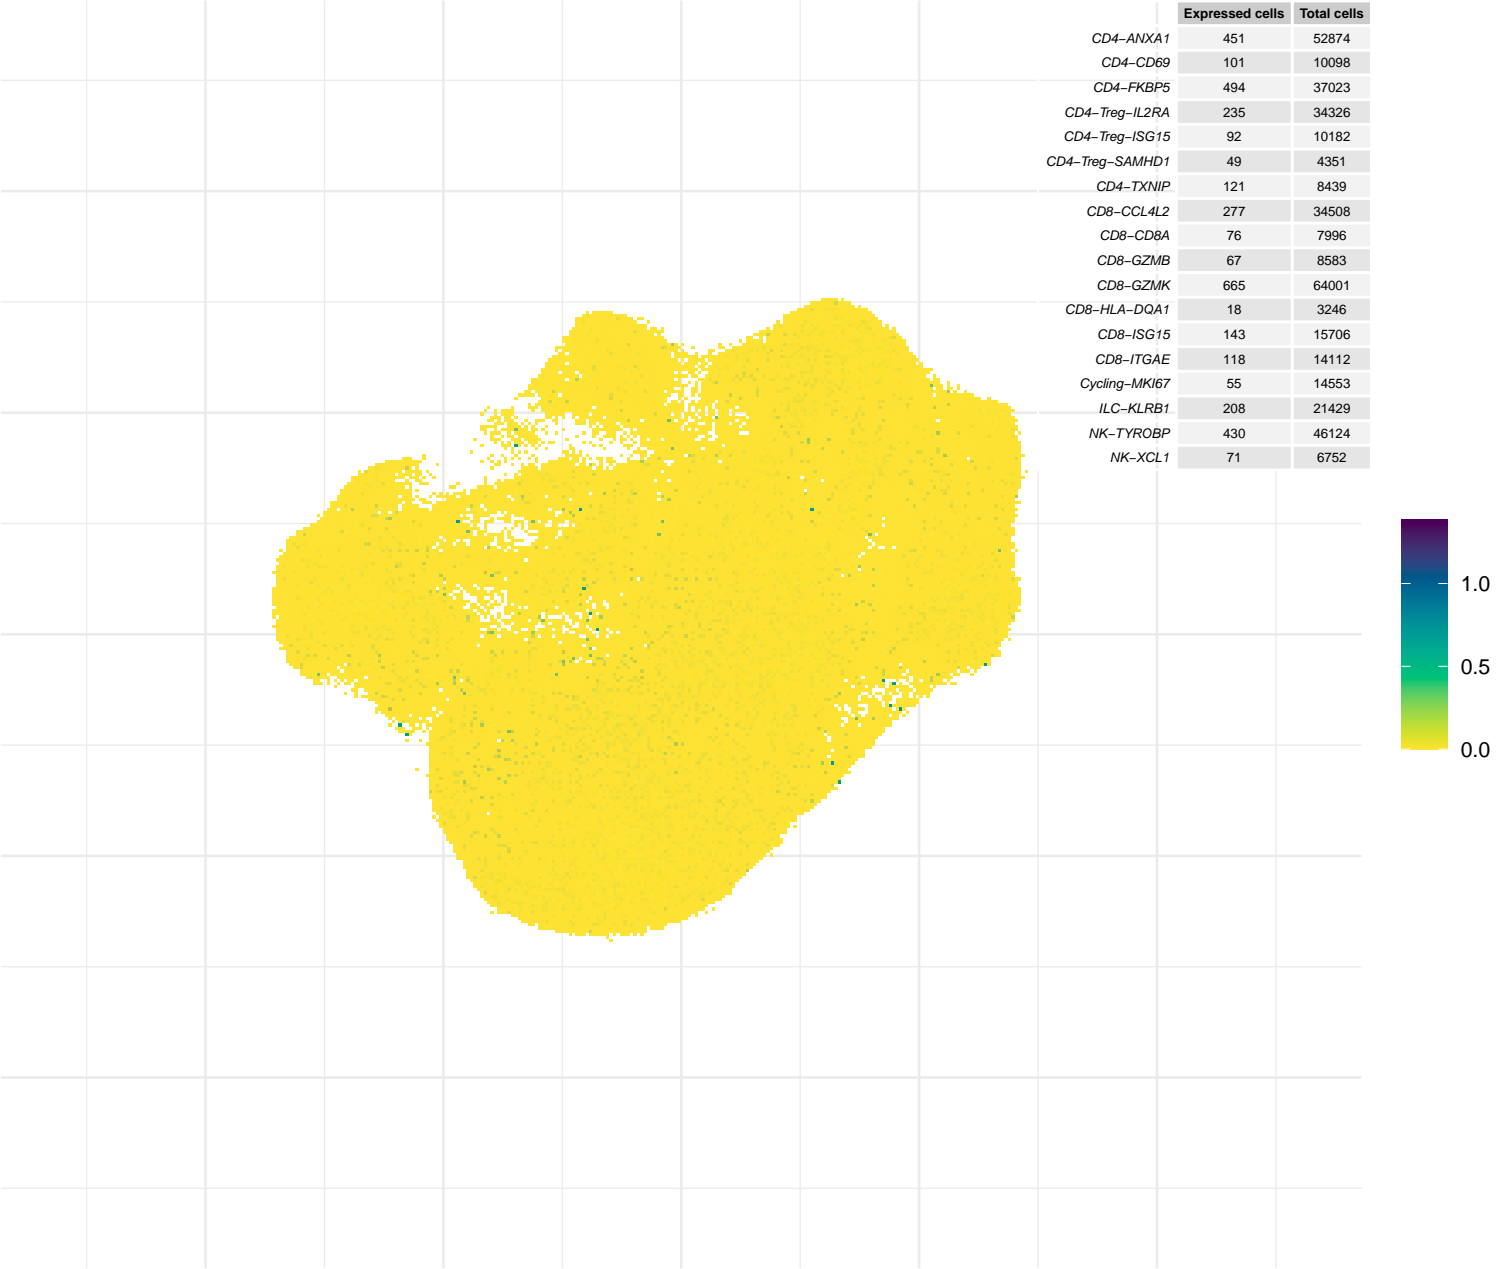 Expressed cells Total cells
CD4−ANXA1 451 52874
CD4−CD69 101 10098
CD4−FKBP5 494 37023
CD4−Treg−IL2RA 235 34326
CD4−Treg−ISG15 92 10182
CD4−Treg−SAMHD1 49 4351
CD4−TXNIP 121 8439
CD8−CCL4L2 277 34508
CD8−CD8A 76 7996
CD8−GZMB 67 8583
CD8−GZMK 665 64001
CD8−HLA−DQA1 18 3246
CD8−ISG15 143 15706
CD8−ITGAE 118 14112
Cycling−MKI67 55 14553
ILC−KLRB1 208 21429
NK−TYROBP 430 46124
NK−XCL1 71 6752
1.0
0.5
0.0